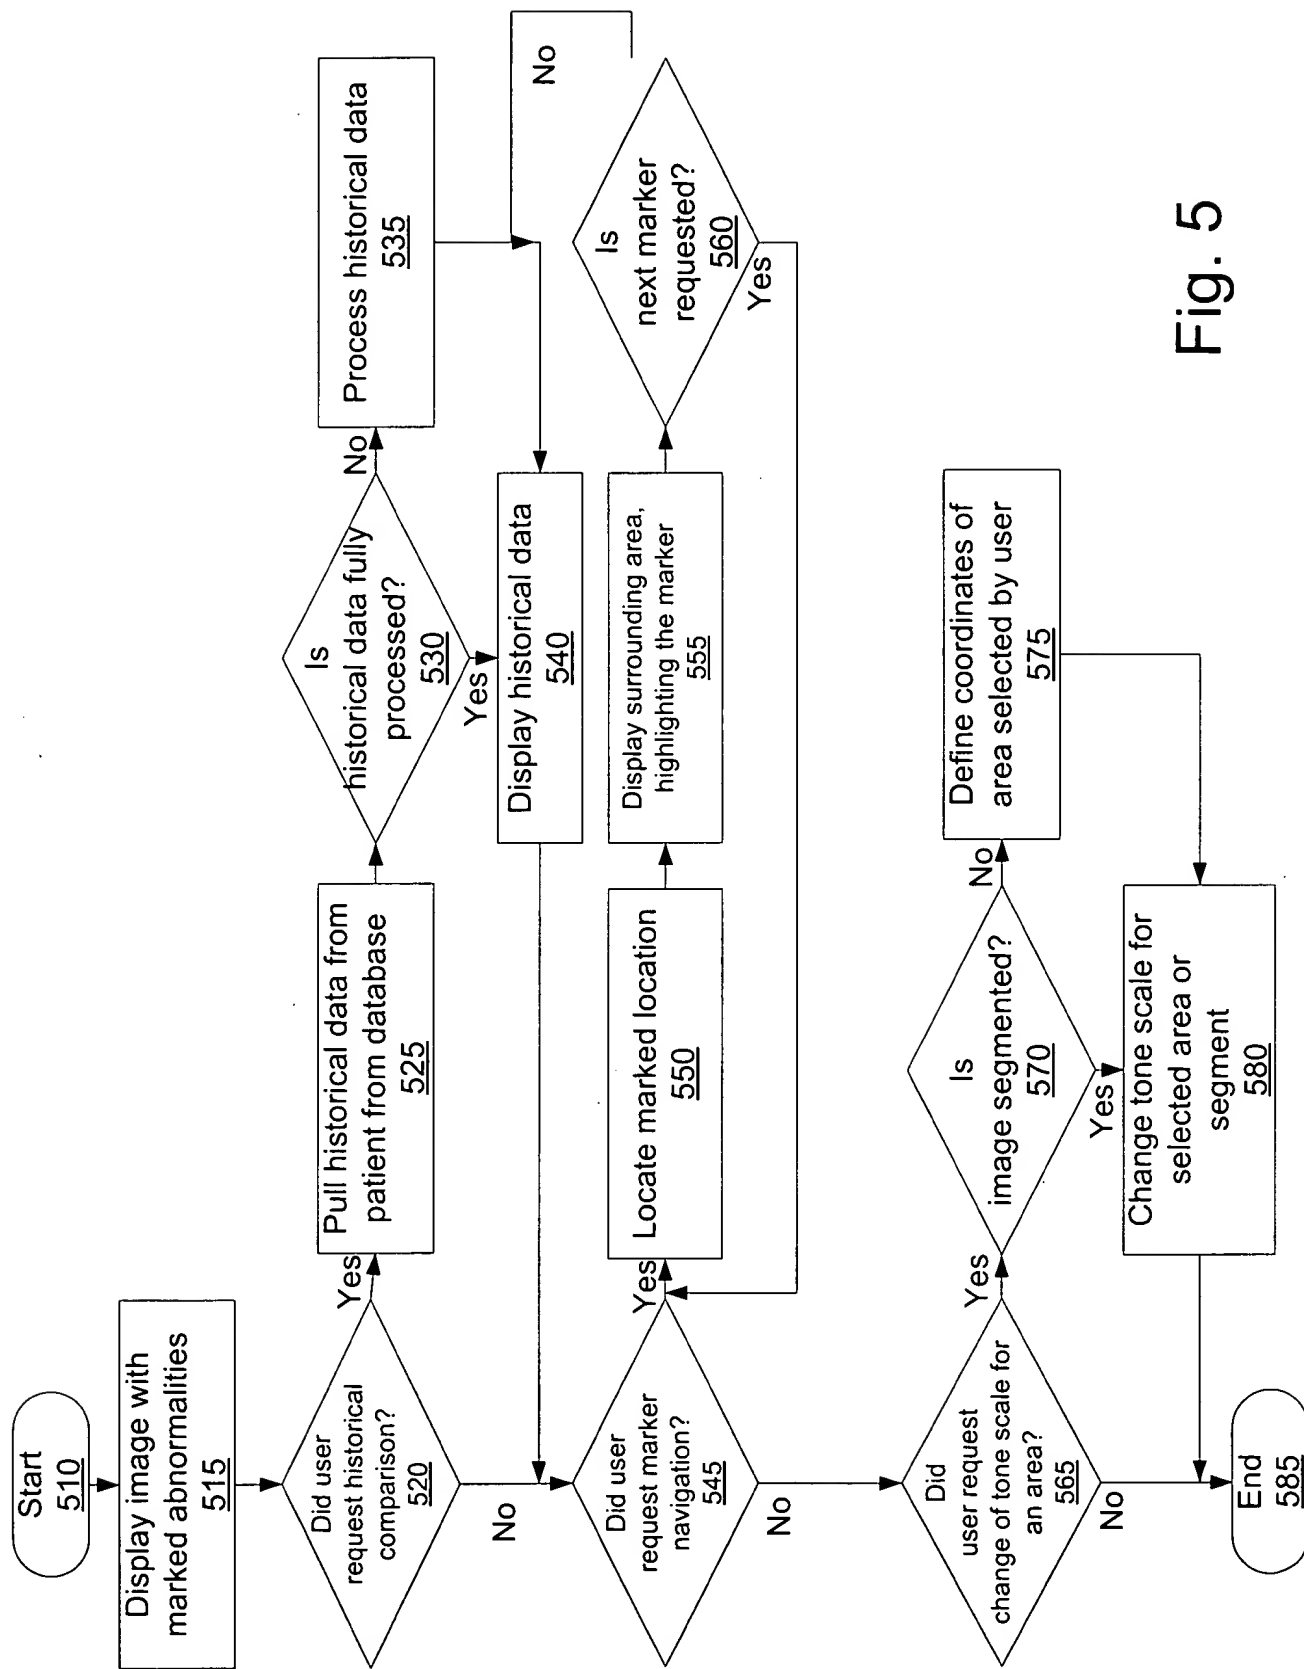 Start
510
Display image with
marked abnormalities
515
Did user
request historical
comparison?
520
Yes
No
Pull historical data from
patient from database
525
Is
historical data fully
processed?
530
No
Yes
Process historical data
535
Display historical data
540
Did user
request marker
navigation?
545
Yes
No
Locate marked location
550
Display surrounding area,
highlighting the marker
555
Is
next marker
requested?
560
No
Yes
Did
user request
change of tone scale for
an area?
565
Yes
No
Is
image segmented?
570
No
Yes
Define coordinates of
area selected by user
575
Change tone scale for
selected area or
segment
580
End
585
Fig. 5